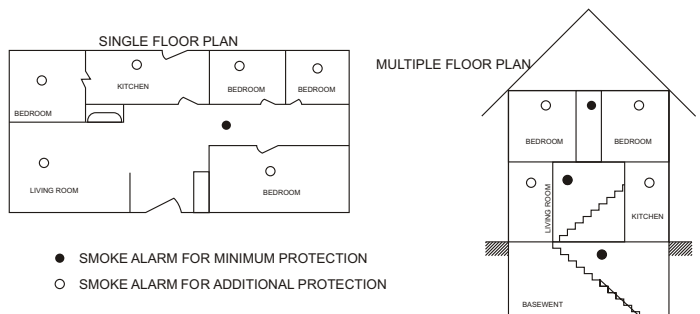 SINGLE FLOOR PLAN
KITCHEN
BEDROOM
BEDROOM
BEDROOM
LIVING ROOM
BEDROOM
SMOKE ALARM FOR MINIMUM PROTECTION
SMOKE ALARM FOR ADDITIONAL PROTECTION
MULTIPLE FLOOR PLAN
BEDROOM
BEDROOM
LIVING ROOM
KITCHEN
BASEWENT